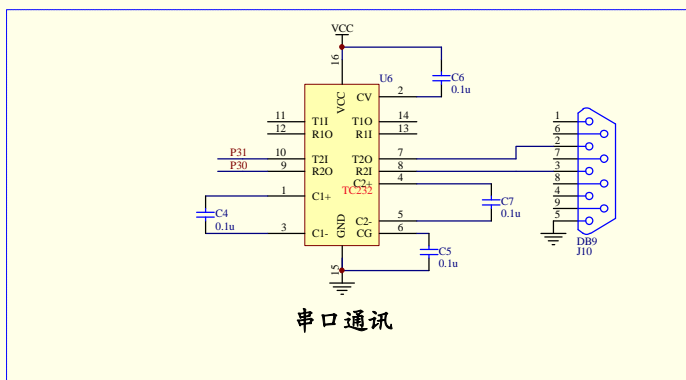 VCC
16
U6
VCC
CV
2
C6
0.1u
11
T1I
T1O
14
12
R1O
R1I
13
P31
10
T2I
T2O
7
P30
9
R2O
R2I
8
C2+
4
TC232
1
C1+
C4
0.1u
3
C1-
GND
C2-
5
CG
6
C7
0.1u
C5
0.1u
15
1
6
2
7
3
8
4
9
5
DB9
J10
串口通讯